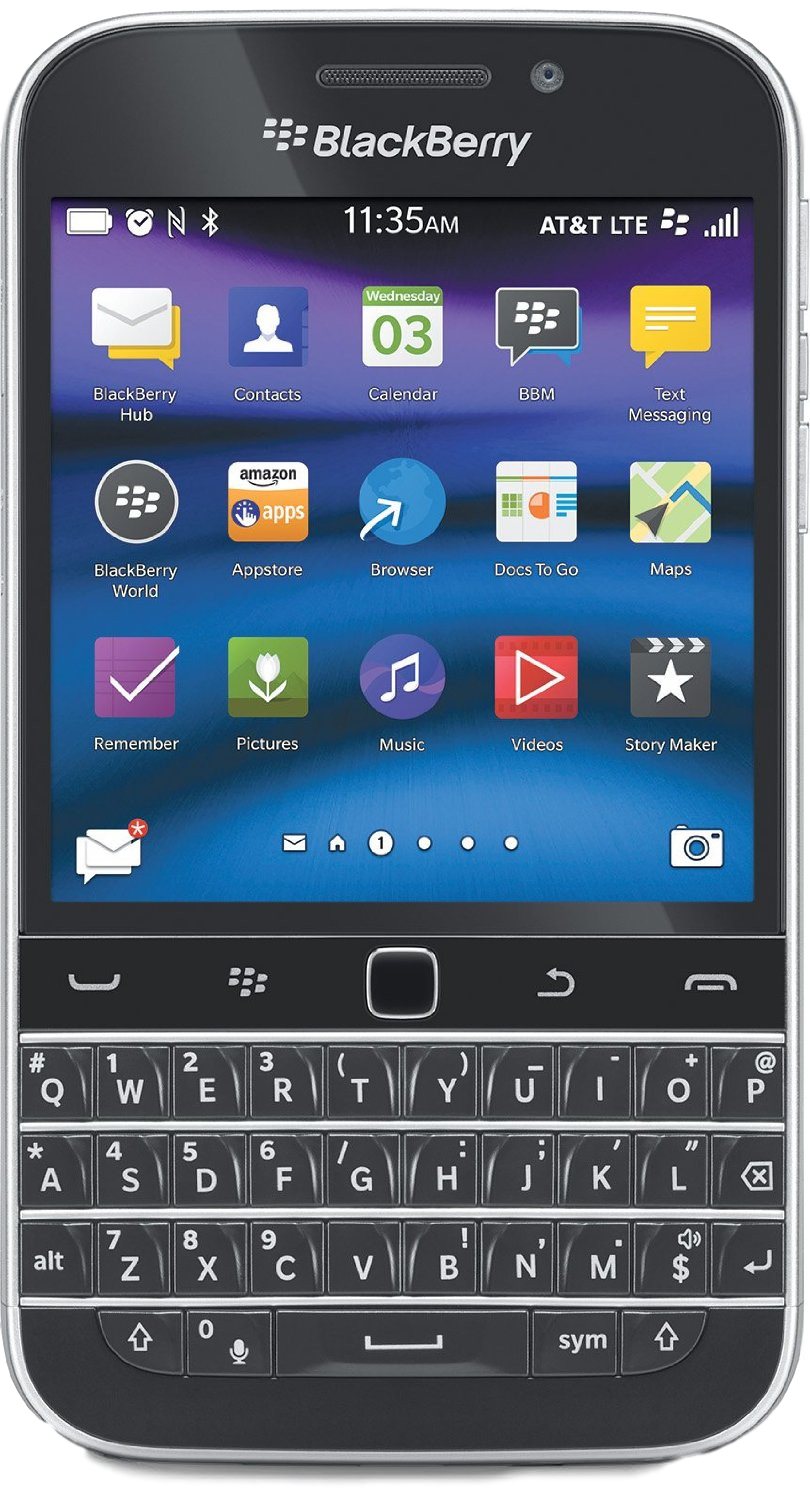 BlackBerry
11:35AM
AT&T LTE
Wednesday
03
BlackBerry
Hub
Contacts
Calendar
BBM
Text
Messaging
amazon
apps
BlackBerry
World
Appstore
Browser
Docs To Go
Maps
Remember
Pictures
Music
Videos
Story Maker
1
# 1 2 3 ( ) _ - + @
Q W E R T Y U I O P
* 4 5 6 / : ; ' "
A S D F G H J K L
7 8 9 ! , .
alt Z X C V B N M $
0 sym